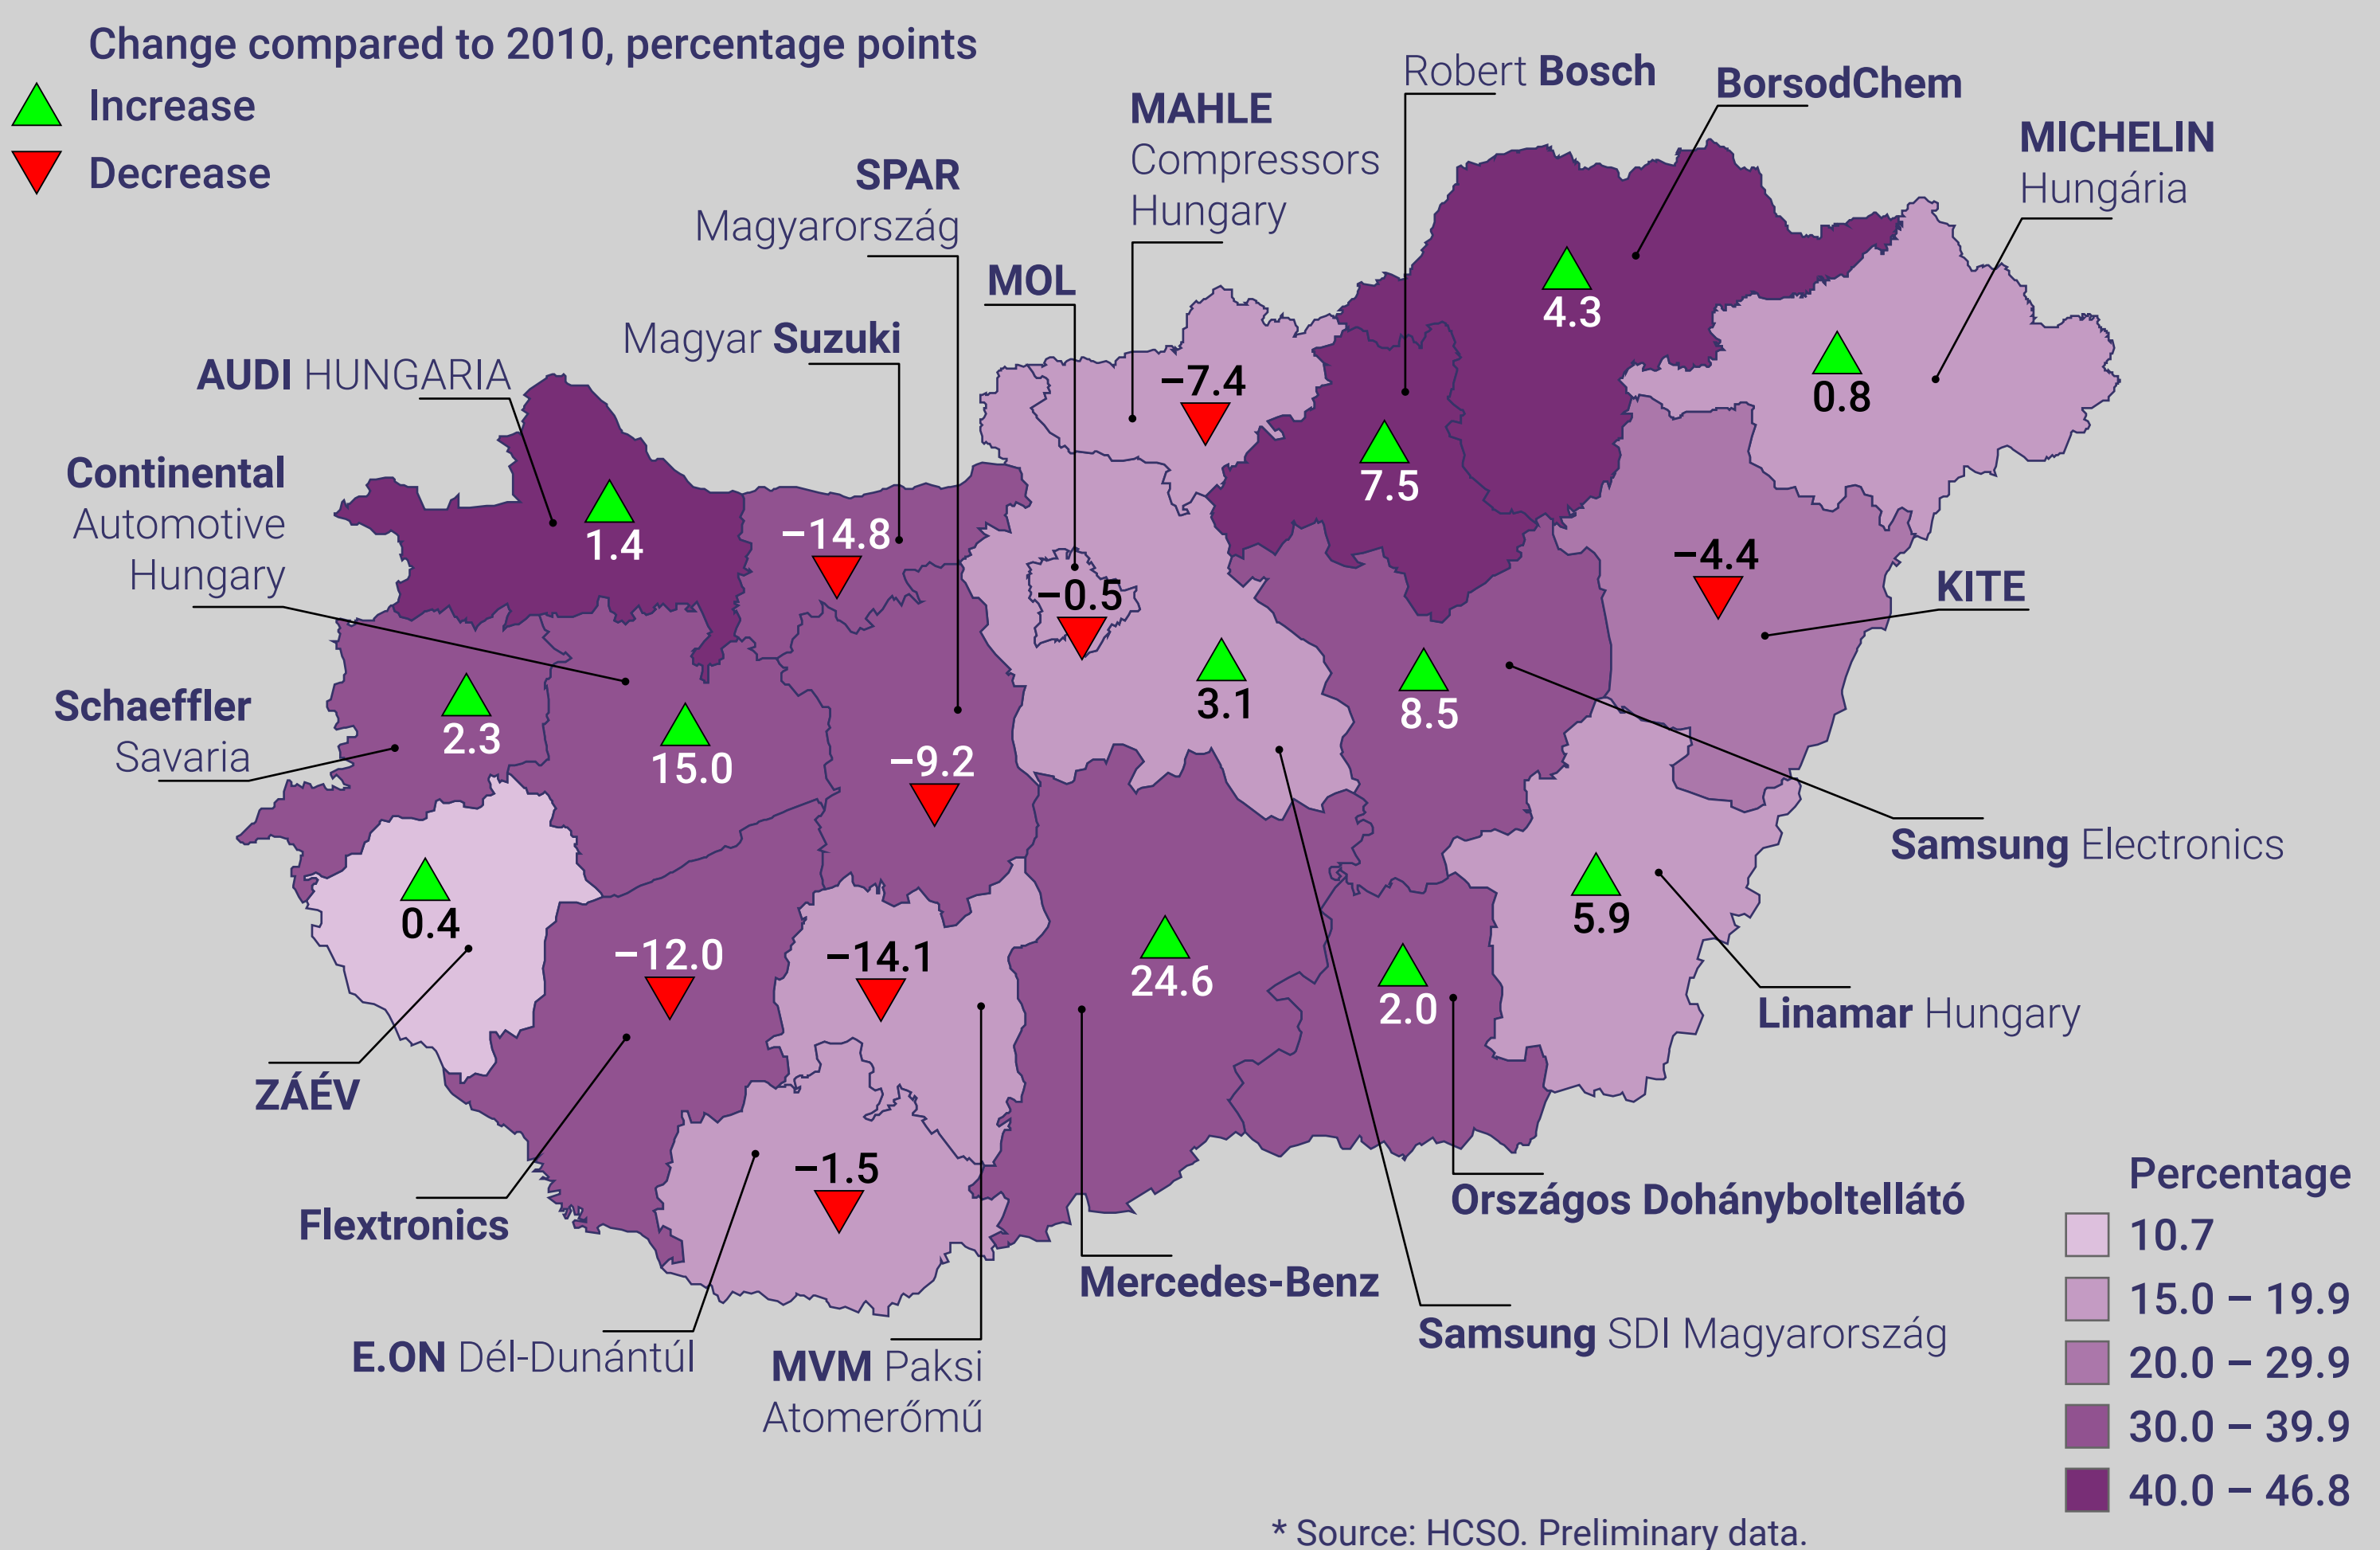 Change compared to 2010, percentage points
Increase
Decrease
Robert Bosch
BorsodChem
MAHLE
Compressors
Hungary
MICHELIN
Hungária
SPAR
Magyarország
MOL
Magyar Suzuki
AUDI HUNGARIA
Continental
Automotive
Hungary
Schaeffler
Savaria
4.3
0.8
−7.4
7.5
1.4
−14.8
−0.5
−4.4
KITE
2.3
15.0
−9.2
3.1
8.5
Samsung Electronics
0.4
−12.0
−14.1
24.6
2.0
5.9
Linamar Hungary
ZÁÉV
−1.5
Flextronics
Országos Dohányboltellátó
Mercedes-Benz
Samsung SDI Magyarország
E.ON Dél-Dunántúl
MVM Paksi
Atomerőmű
Percentage
10.7
15.0 – 19.9
20.0 – 29.9
30.0 – 39.9
40.0 – 46.8
* Source: HCSO. Preliminary data.